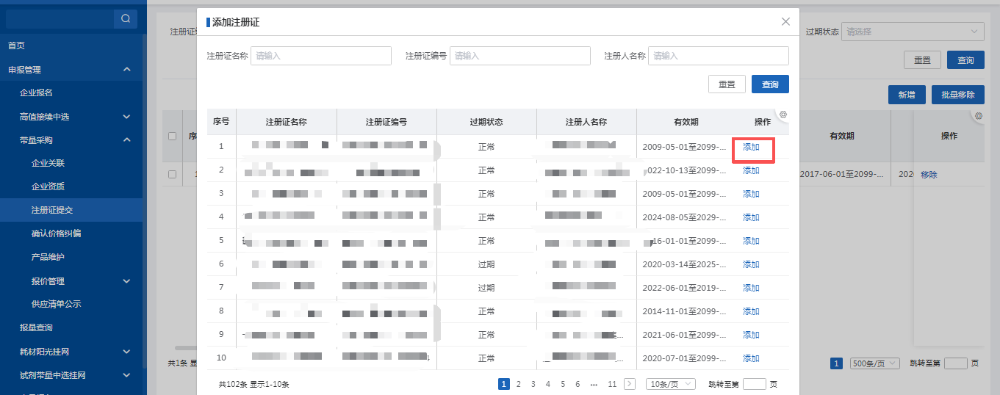 首页
申报管理
企业报名
高值接续中选
带量采购
企业关联
企业资质
注册证提交
确认价格纠偏
产品维护
报价管理
供应清单公示
报量查询
耗材阳光挂网
试剂带量中选挂网
注册证
过期状态 请选择
重置 查询
新增 批量移除
有效期 操作
2017-06-01至2099-... 202 移除
共1条 显
1 500条/页 跳转至第 页
添加注册证
注册证名称 请输入 注册证编号 请输入 注册人名称 请输入
重置 查询
序号 注册证名称 注册证编号 过期状态 注册人名称 有效期 操作
1 正常 2009-05-01至2099-... 添加
2 正常 022-10-13至2099-... 添加
3 正常 2009-05-01至2099-... 添加
4 正常 2024-08-05至2029-... 添加
5 正常 16-01-01至2099-... 添加
6 过期 2020-03-14至2025-... 添加
7 过期 2022-06-01至2019-... 添加
8 正常 2014-11-01至2099-... 添加
9 正常 2021-06-01至2099-... 添加
10 正常 2020-07-01至2099-... 添加
共102条 显示1-10条
1 2 3 4 5 6 ... 11 10条/页 跳转至第 页